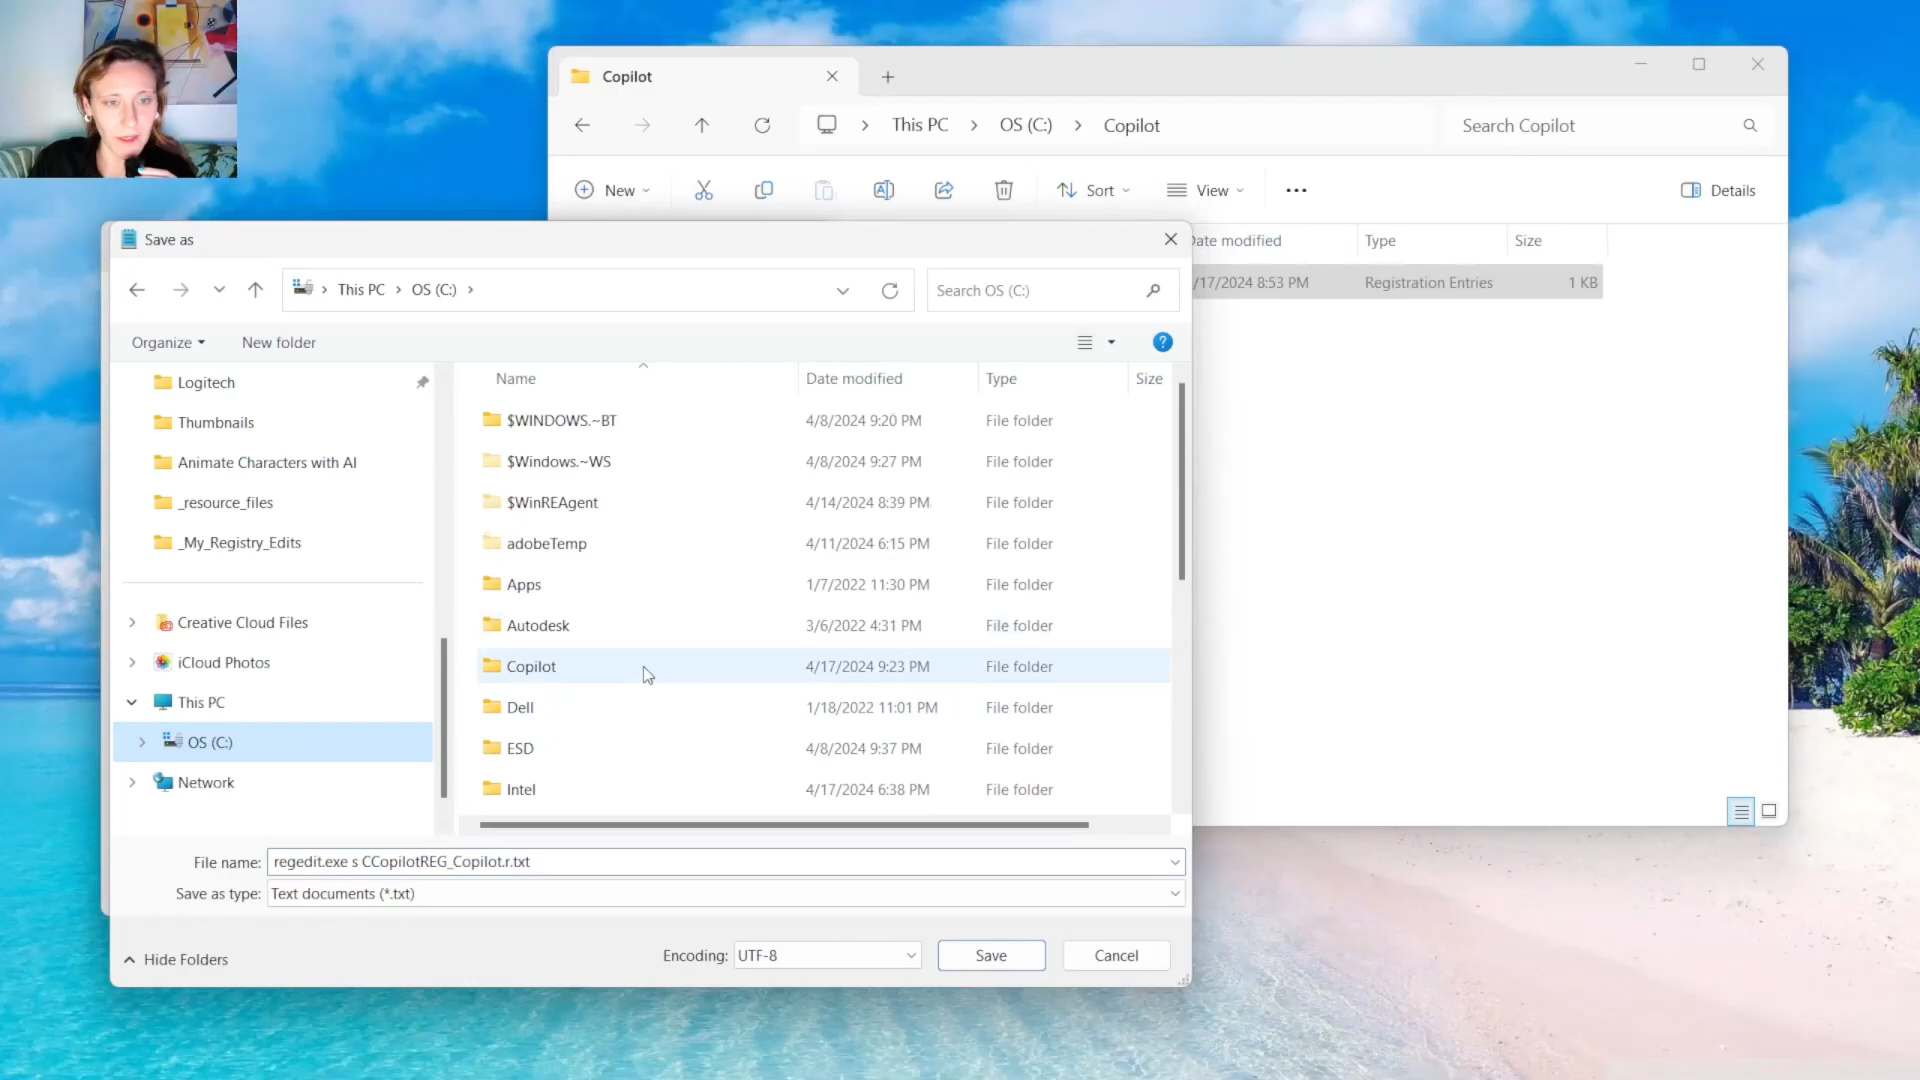 Copilot
This PC
OS (C:)
Copilot
Search Copilot
New
Sort
View
Details
Date modified
Type
Size
/17/2024 8:53 PM
Registration Entries
1 KB
Save as
This PC
OS (C:)
Search OS (C:)
Organize
New folder
Logitech
Thumbnails
Animate Characters with AI
_resource_files
_My_Registry_Edits
Creative Cloud Files
iCloud Photos
This PC
OS (C:)
Network
Name Date modified Type Size
$WINDOWS.~BT 4/8/2024 9:20 PM File folder
$Windows.~WS 4/8/2024 9:27 PM File folder
$WinREAgent 4/14/2024 8:39 PM File folder
adobeTemp 4/11/2024 6:15 PM File folder
Apps 1/7/2022 11:30 PM File folder
Autodesk 3/6/2022 4:31 PM File folder
Copilot 4/17/2024 9:23 PM File folder
Dell 1/18/2022 11:01 PM File folder
ESD 4/8/2024 9:37 PM File folder
Intel 4/17/2024 6:38 PM File folder
File name: regedit.exe s CCopilotREG_Copilot.r.txt
Save as type: Text documents (*.txt)
Hide Folders
Encoding: UTF-8
Save
Cancel